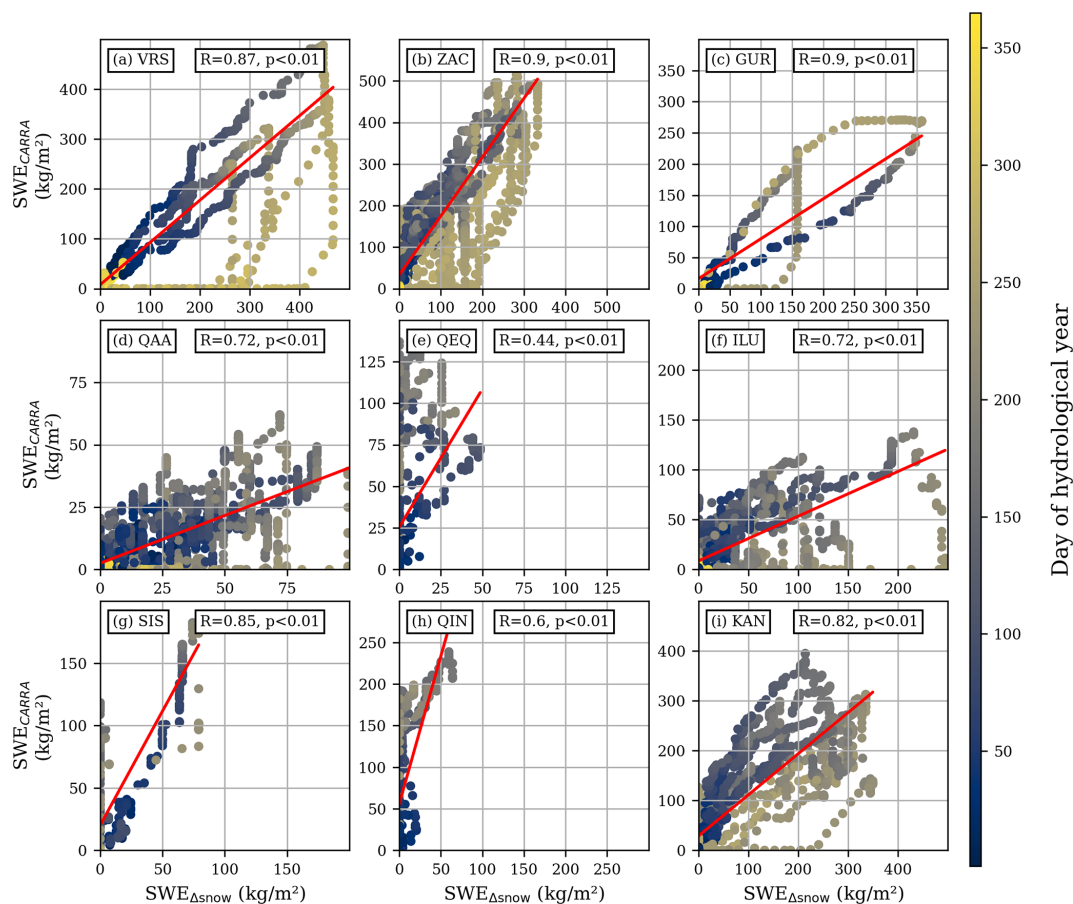 (a) VRS
R=0.87, p<0.01
(b) ZAC
R=0.9, p<0.01
(c) GUR
R=0.9, p<0.01
SWE_CARRA
(kg/m²)
400
300
200
100
0
0 100 200 300 400
500
400
300
200
100
0
0 100 200 300 400 500
350
300
250
200
150
100
50
0
0 50 100 150 200 250 300 350
(d) QAA
R=0.72, p<0.01
(e) QEQ
R=0.44, p<0.01
(f) ILU
R=0.72, p<0.01
SWE_CARRA
(kg/m²)
75
50
25
0
0 25 50 75
125
100
75
50
25
0
0 25 50 75 100 125
200
150
100
50
0
0 100 200
(g) SIS
R=0.85, p<0.01
(h) QIN
R=0.6, p<0.01
(i) KAN
R=0.82, p<0.01
SWE_CARRA
(kg/m²)
150
100
50
0
0 50 100 150
SWE_Δsnow (kg/m²)
250
200
150
100
50
0
0 50 100 150 200 250
SWE_Δsnow (kg/m²)
400
300
200
100
0
0 100 200 300 400
SWE_Δsnow (kg/m²)
350
300
250
200
150
100
50
Day of hydrological year